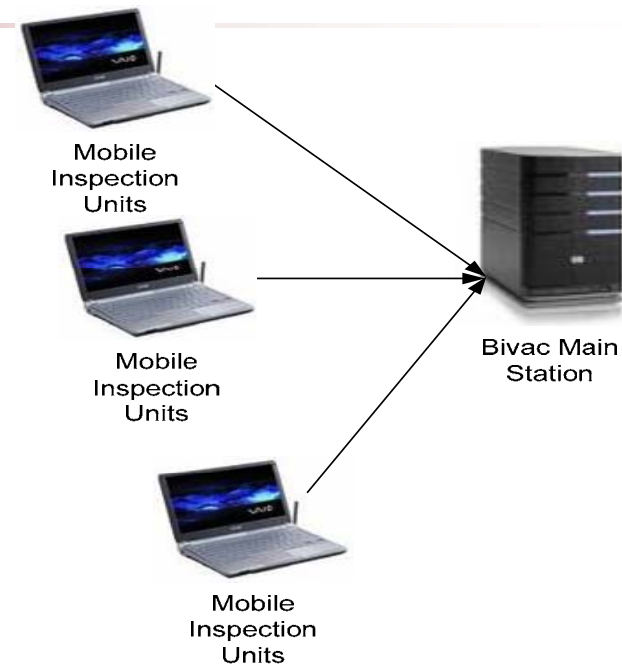 Mobile
Inspection
Units
Mobile
Inspection
Units
Bivac Main
Station
Mobile
Inspection
Units